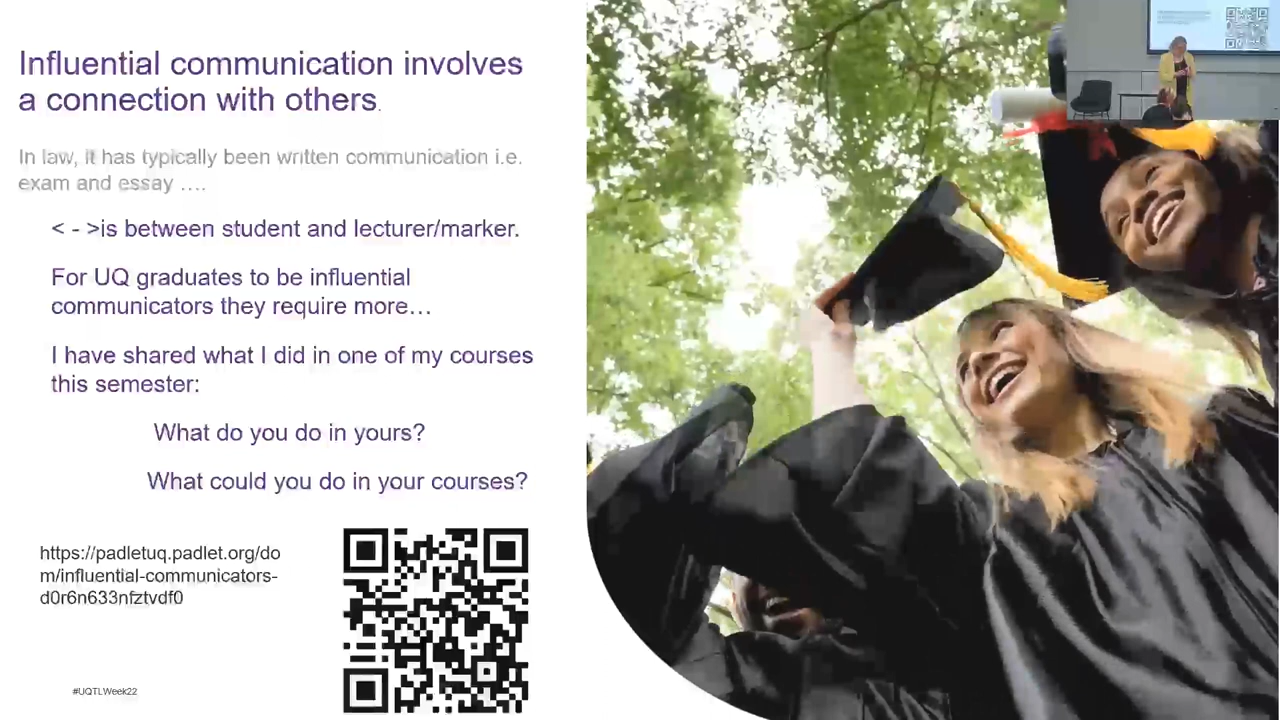 Influential communication involves
a connection with others.
In law, it has typically been written communication i.e.
exam and essay ….
< - >is between student and lecturer/marker.
For UQ graduates to be influential
communicators they require more…
I have shared what I did in one of my courses
this semester:
What do you do in yours?
What could you do in your courses?
https://padletuq.padlet.org/do
m/influential-communicators-
d0r6n633nfztvdf0
#UQTLWeek22